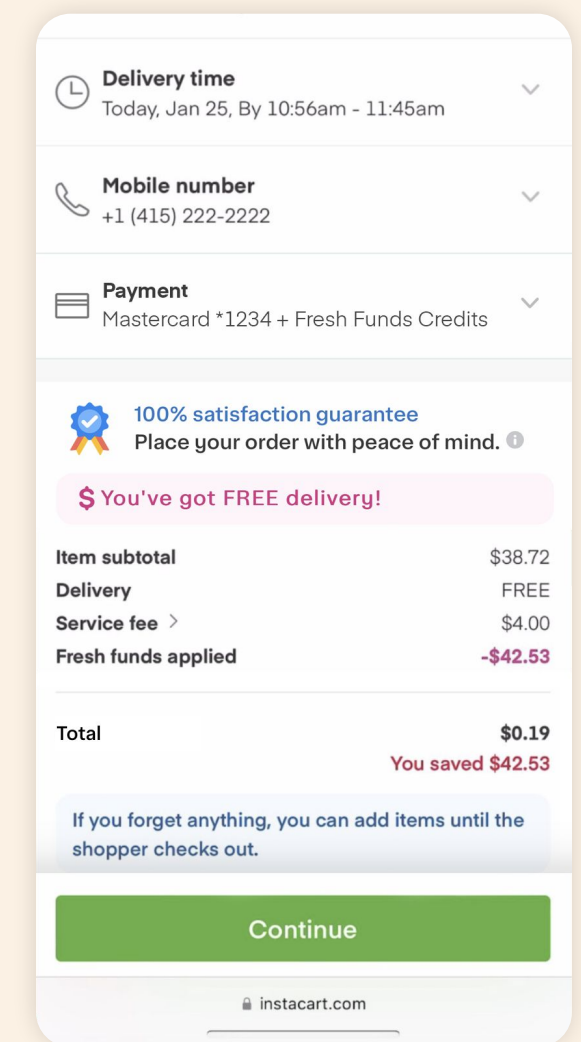 Delivery time
Today, Jan 25, By 10:56am - 11:45am
Mobile number
+1 (415) 222-2222
Payment
Mastercard *1234 + Fresh Funds Credits
100% satisfaction guarantee
Place your order with peace of mind.
$ You've got FREE delivery!
Item subtotal $38.72
Delivery FREE
Service fee > $4.00
Fresh funds applied -$42.53
Total $0.19
You saved $42.53
If you forget anything, you can add items until the
shopper checks out.
Continue
instacart.com